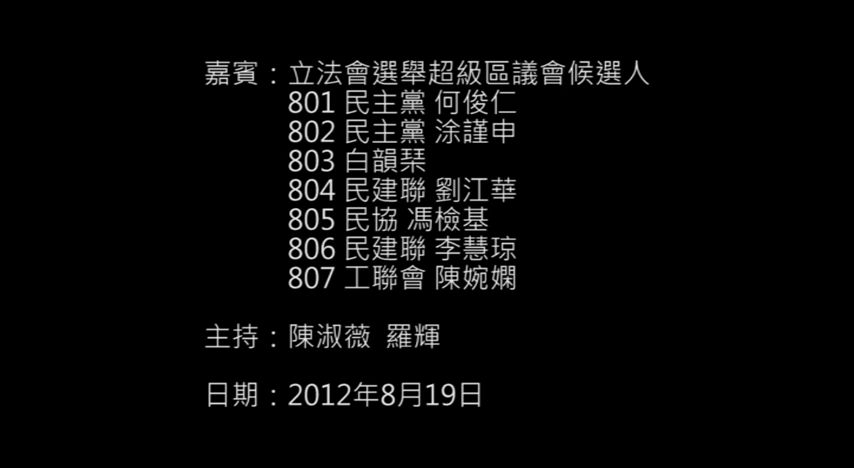 嘉賓：立法會選舉超級區議會候選人
801 民主黨 何俊仁
802 民主黨 涂謹申
803 白韻琹
804 民建聯 劉江華
805 民協 馮檢基
806 民建聯 李慧琼
807 工聯會 陳婉嫻
主持：陳淑薇 羅輝
日期：2012年8月19日